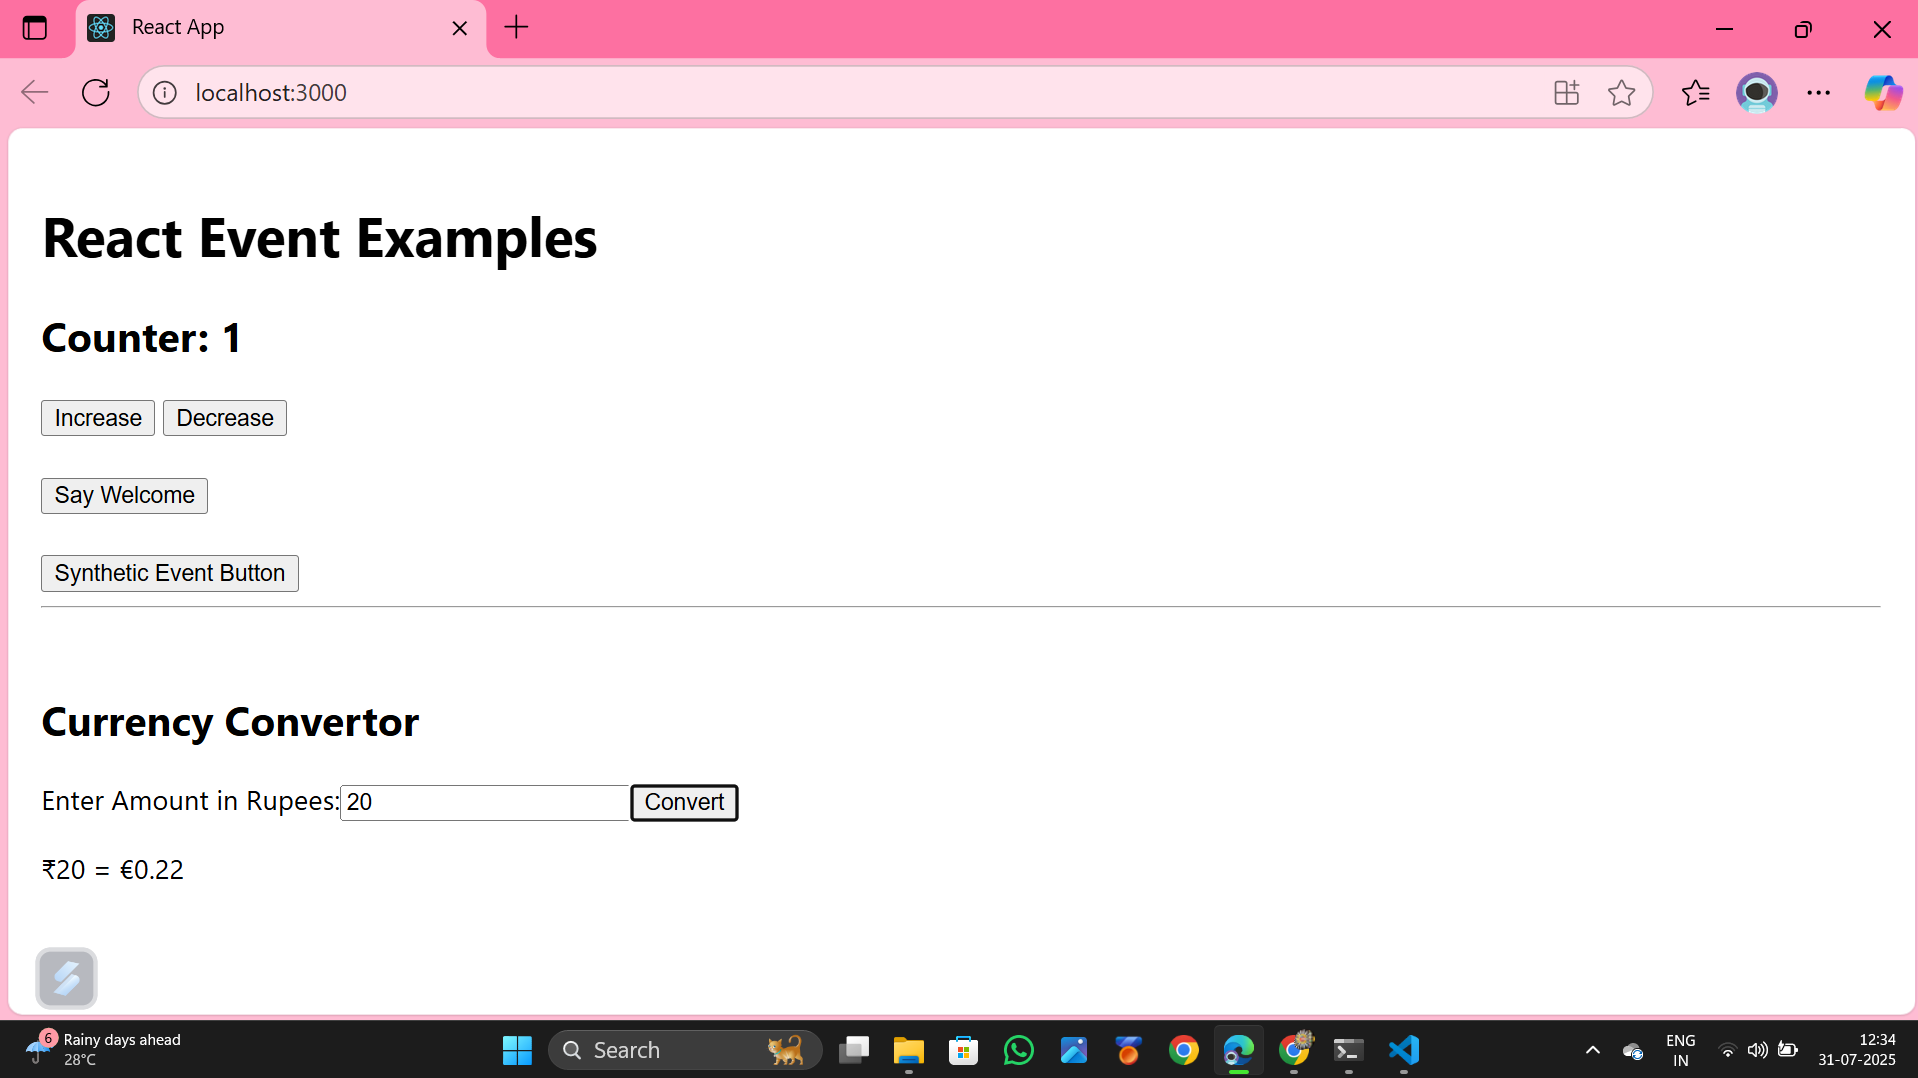 React App
localhost:3000
React Event Examples
Counter: 1
Increase Decrease
Say Welcome
Synthetic Event Button
Currency Convertor
Enter Amount in Rupees: 20 Convert
₹20 = €0.22
6 Rainy days ahead
28°C
Search
ENG
IN
12:34
31-07-2025